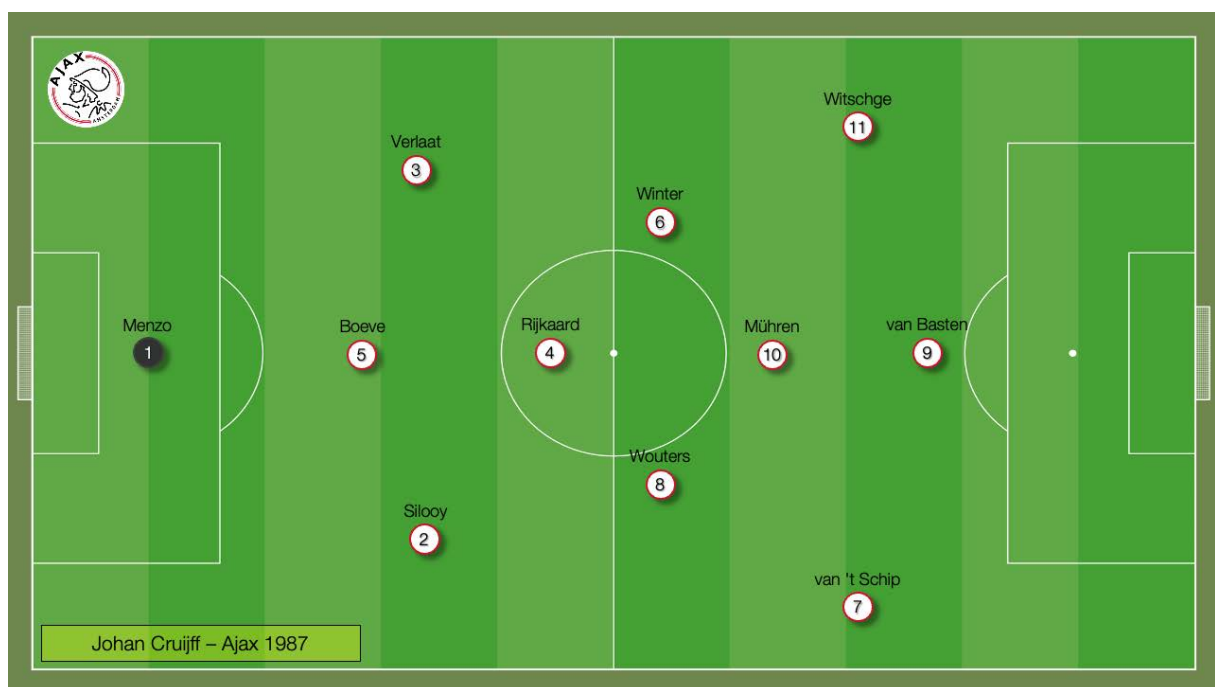 AJAX
AMSTERDAM
Witschge
11
Verlaat
3
Winter
6
Menzo
1
Boeve
5
Rijkaard
4
Mühren
10
van Basten
9
Wouters
8
Silooy
2
van 't Schip
7
Johan Cruijff – Ajax 1987